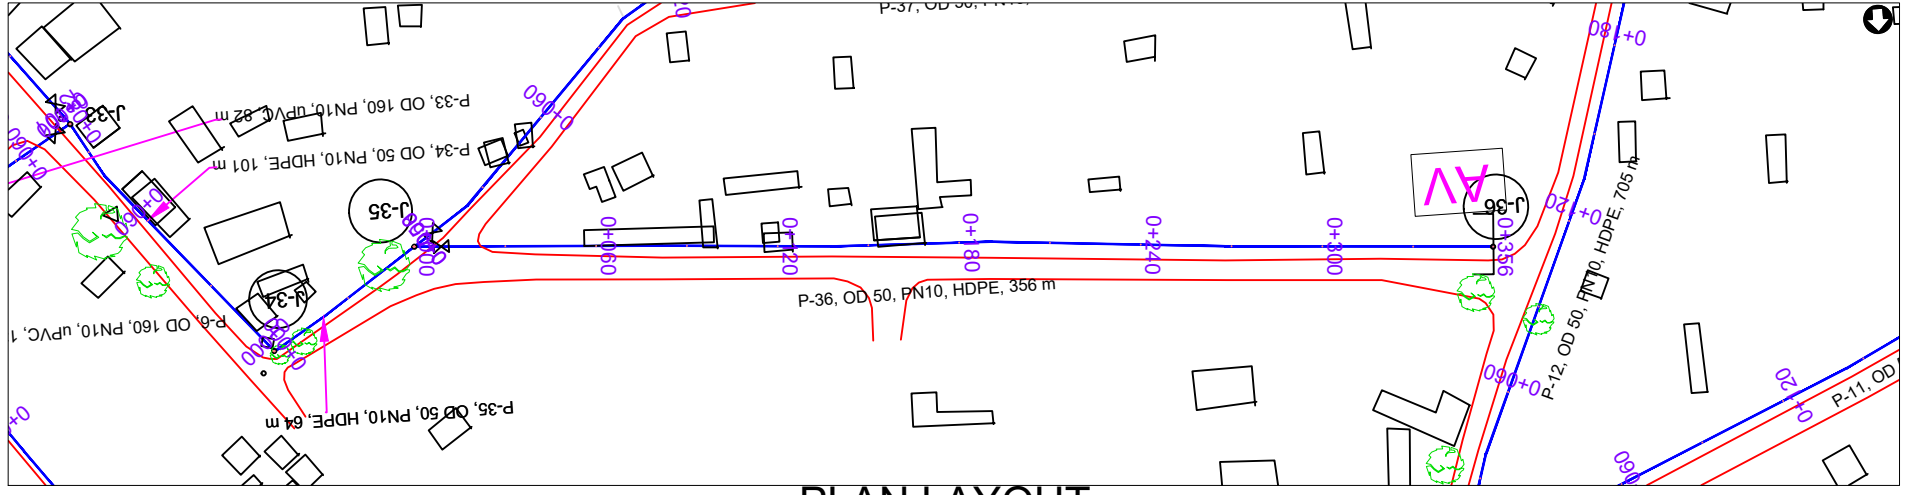 P-37, OD 50, PN10,
0+180
P-33, OD 160, PN10, uPVC, 82 m
J-33
0+060
P-34, OD 50, PN10, HDPE, 101 m
AV
J-35
J-36
0+120
P-12, OD 50, PN10, HDPE, 705 m
0+060
0+060
0+120
0+180
0+240
0+300
0+356
J-34
P-36, OD 50, PN10, HDPE, 356 m
P-6, OD 160, PN10, uPVC, 1
0+060
0+120
P-11, OD
P-35, OD 50, PN10, HDPE, 64 m
PLAN LAYOUT